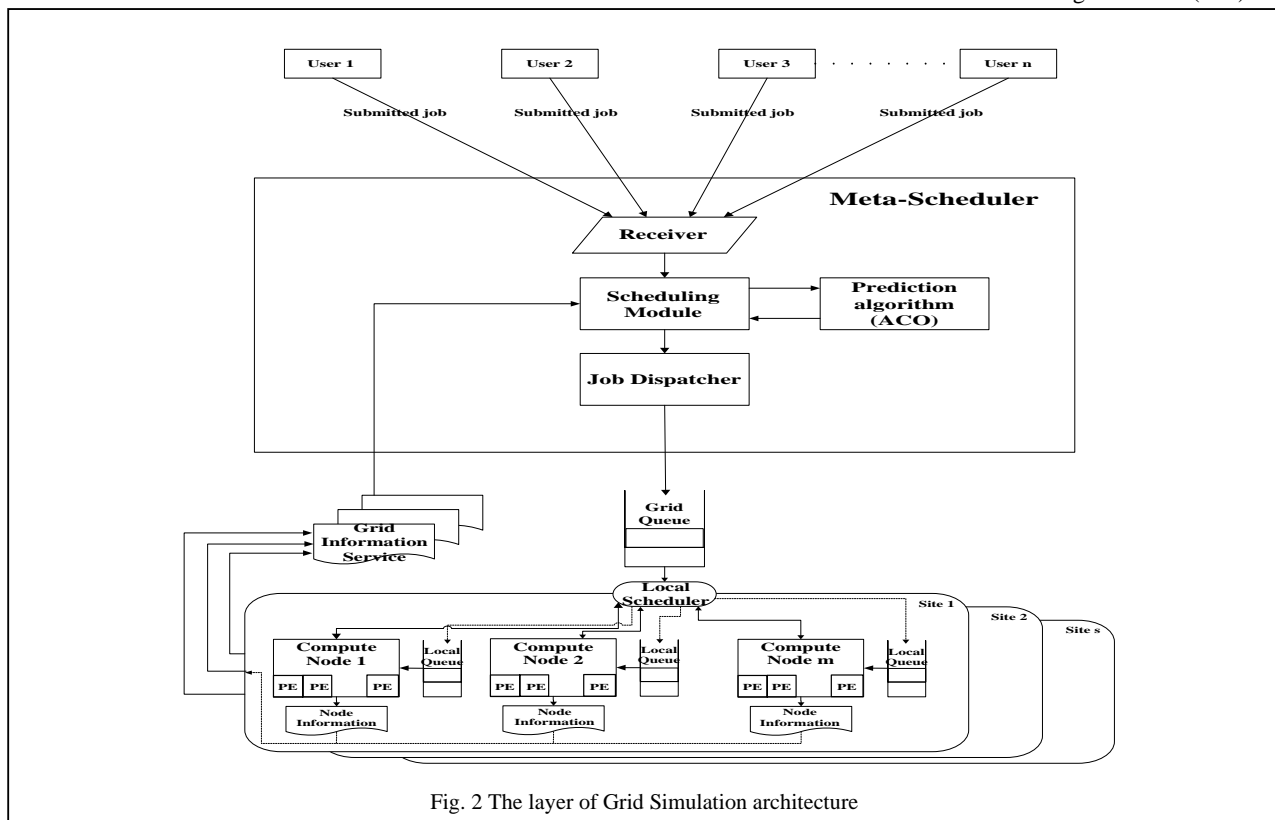 User 1
User 2
User 3
. . . . . . . .
User n
Submitted job
Submitted job
Submitted job
Submitted job
Meta-Scheduler
Receiver
Scheduling
Module
Prediction
algorithm
(ACO)
Job Dispatcher
Grid
Queue
Grid
Information
Service
Local
Scheduler
Site 1
Site 2
Site s
Compute
Node 1
PE
PE
PE
Local
Queue
Node
Information
Compute
Node 2
PE
PE
PE
Local
Queue
Node
Information
Compute
Node m
PE
PE
PE
Local
Queue
Node
Information
Fig. 2 The layer of Grid Simulation architecture